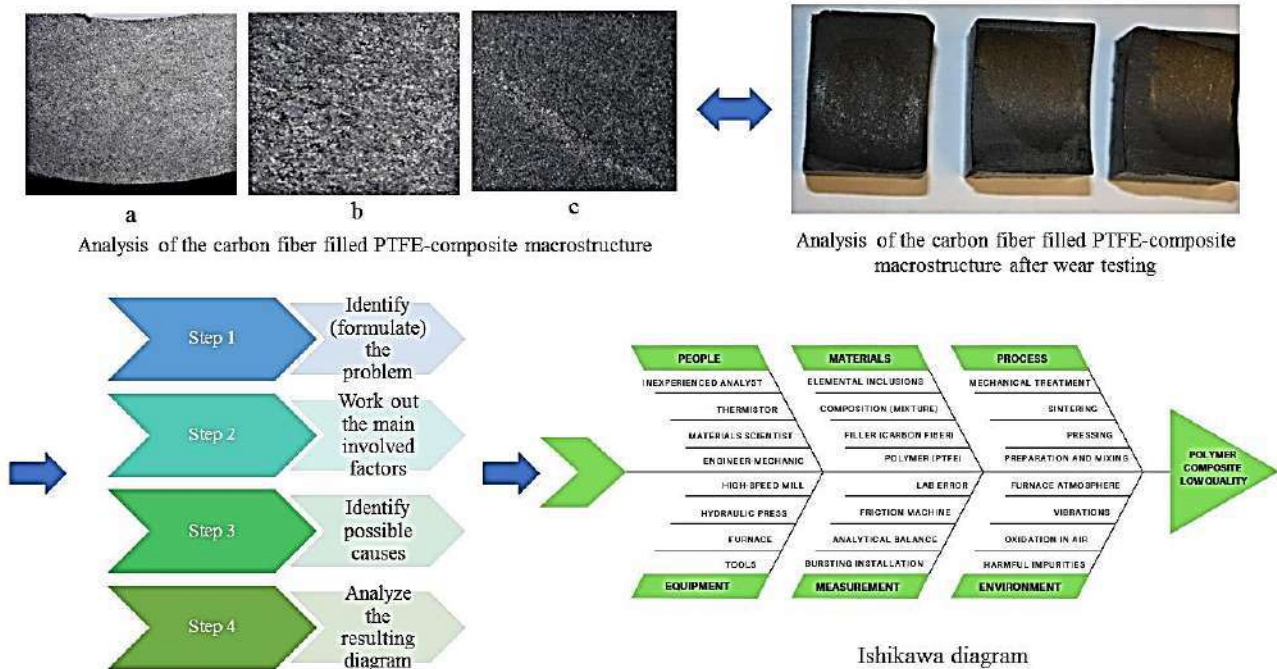 a
b
c
Analysis of the carbon fiber filled PTFE-composite macrostructure
Analysis of the carbon fiber filled PTFE-composite
macrostructure after wear testing
Step 1
Identify
(formulate)
the
problem
Step 2
Work out
the main
involved
factors
Step 3
Identify
possible
causes
Step 4
Analyze
the
resulting
diagram
PEOPLE
INEXPERIENCED ANALYST
THERMISTOR
MATERIALS SCIENTIST
ENGINEER-MECHANIC
MATERIALS
ELEMENTAL INCLUSIONS
COMPOSITION (MIXTURE)
FILLER (CARBON FIBER)
POLYMER (PTFE)
PROCESS
MECHANICAL TREATMENT
SINTERING
PRESSING
PREPARATION AND MIXING
HIGH-SPEED MILL
HYDRAULIC PRESS
FURNACE
TOOLS
EQUIPMENT
LAB ERROR
FRICTION MACHINE
ANALYTICAL BALANCE
BURSTING INSTALLATION
MEASUREMENT
FURNACE ATMOSPHERE
VIBRATIONS
OXIDATION IN AIR
HARMFUL IMPURITIES
ENVIRONMENT
POLYMER
COMPOSITE
LOW QUALITY
Ishikawa diagram